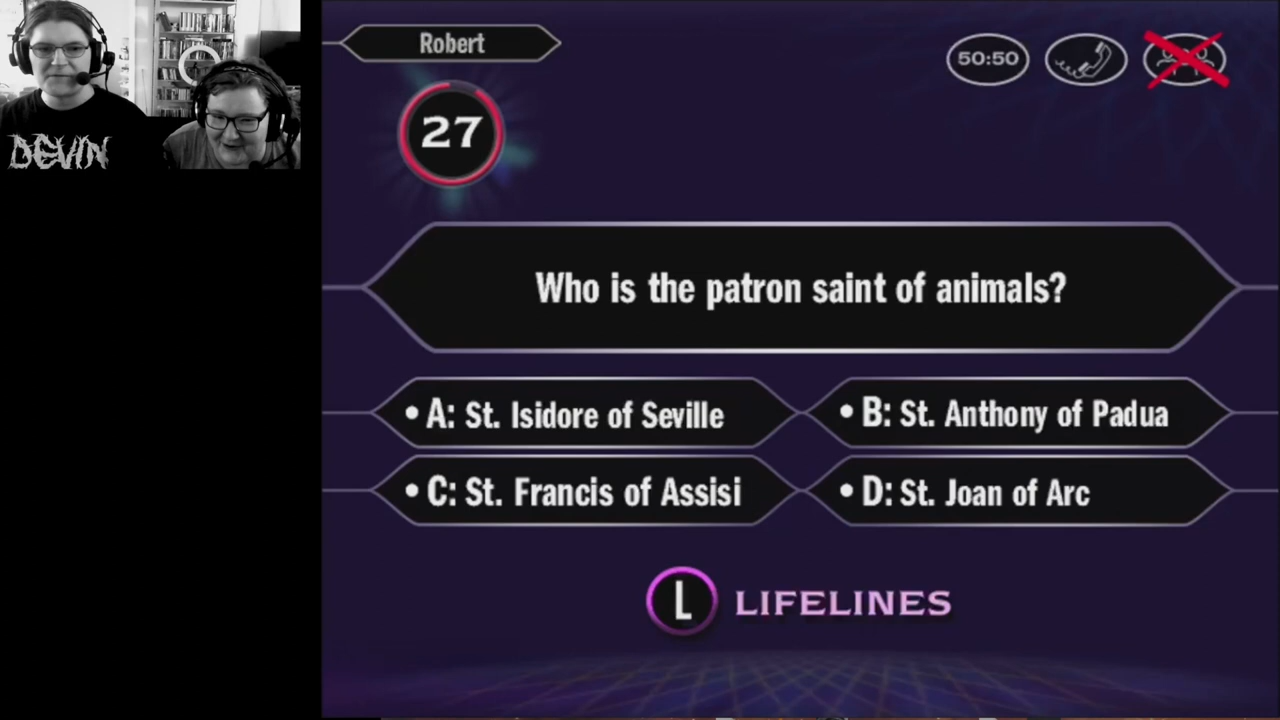 Robert
50:50
27
DEVIN
Who is the patron saint of animals?
• A: St. Isidore of Seville
• B: St. Anthony of Padua
• C: St. Francis of Assisi
• D: St. Joan of Arc
L LIFELINES